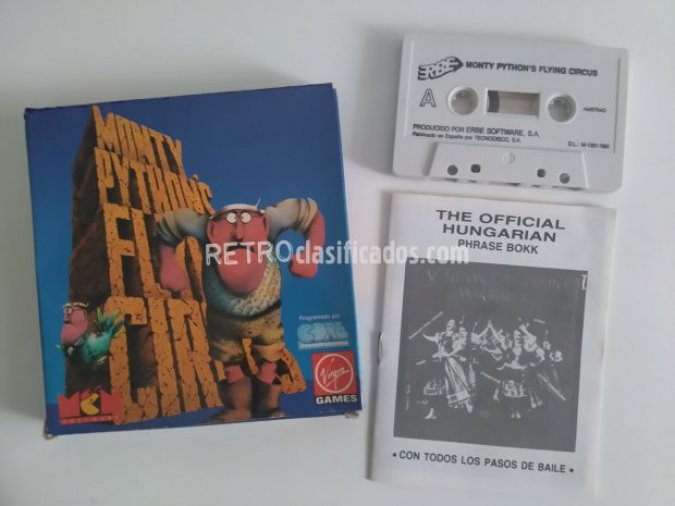 MONTY
PYTHON'S
FLYING
CIRCUS
Programado por
CORE
MCM
SOFTWARE
Virgin
GAMES
ERBE
MONTY PYTHON'S FLYING CIRCUS
A
AMSTRAD
PRODUCIDO POR ERBE SOFTWARE, S.A.
Fabricado en España por TECNODISCO, S.A.
THE OFFICIAL
HUNGARIAN
PHRASE BOKK
• CON TODOS LOS PASOS DE BAILE •
RETROclasificados.com